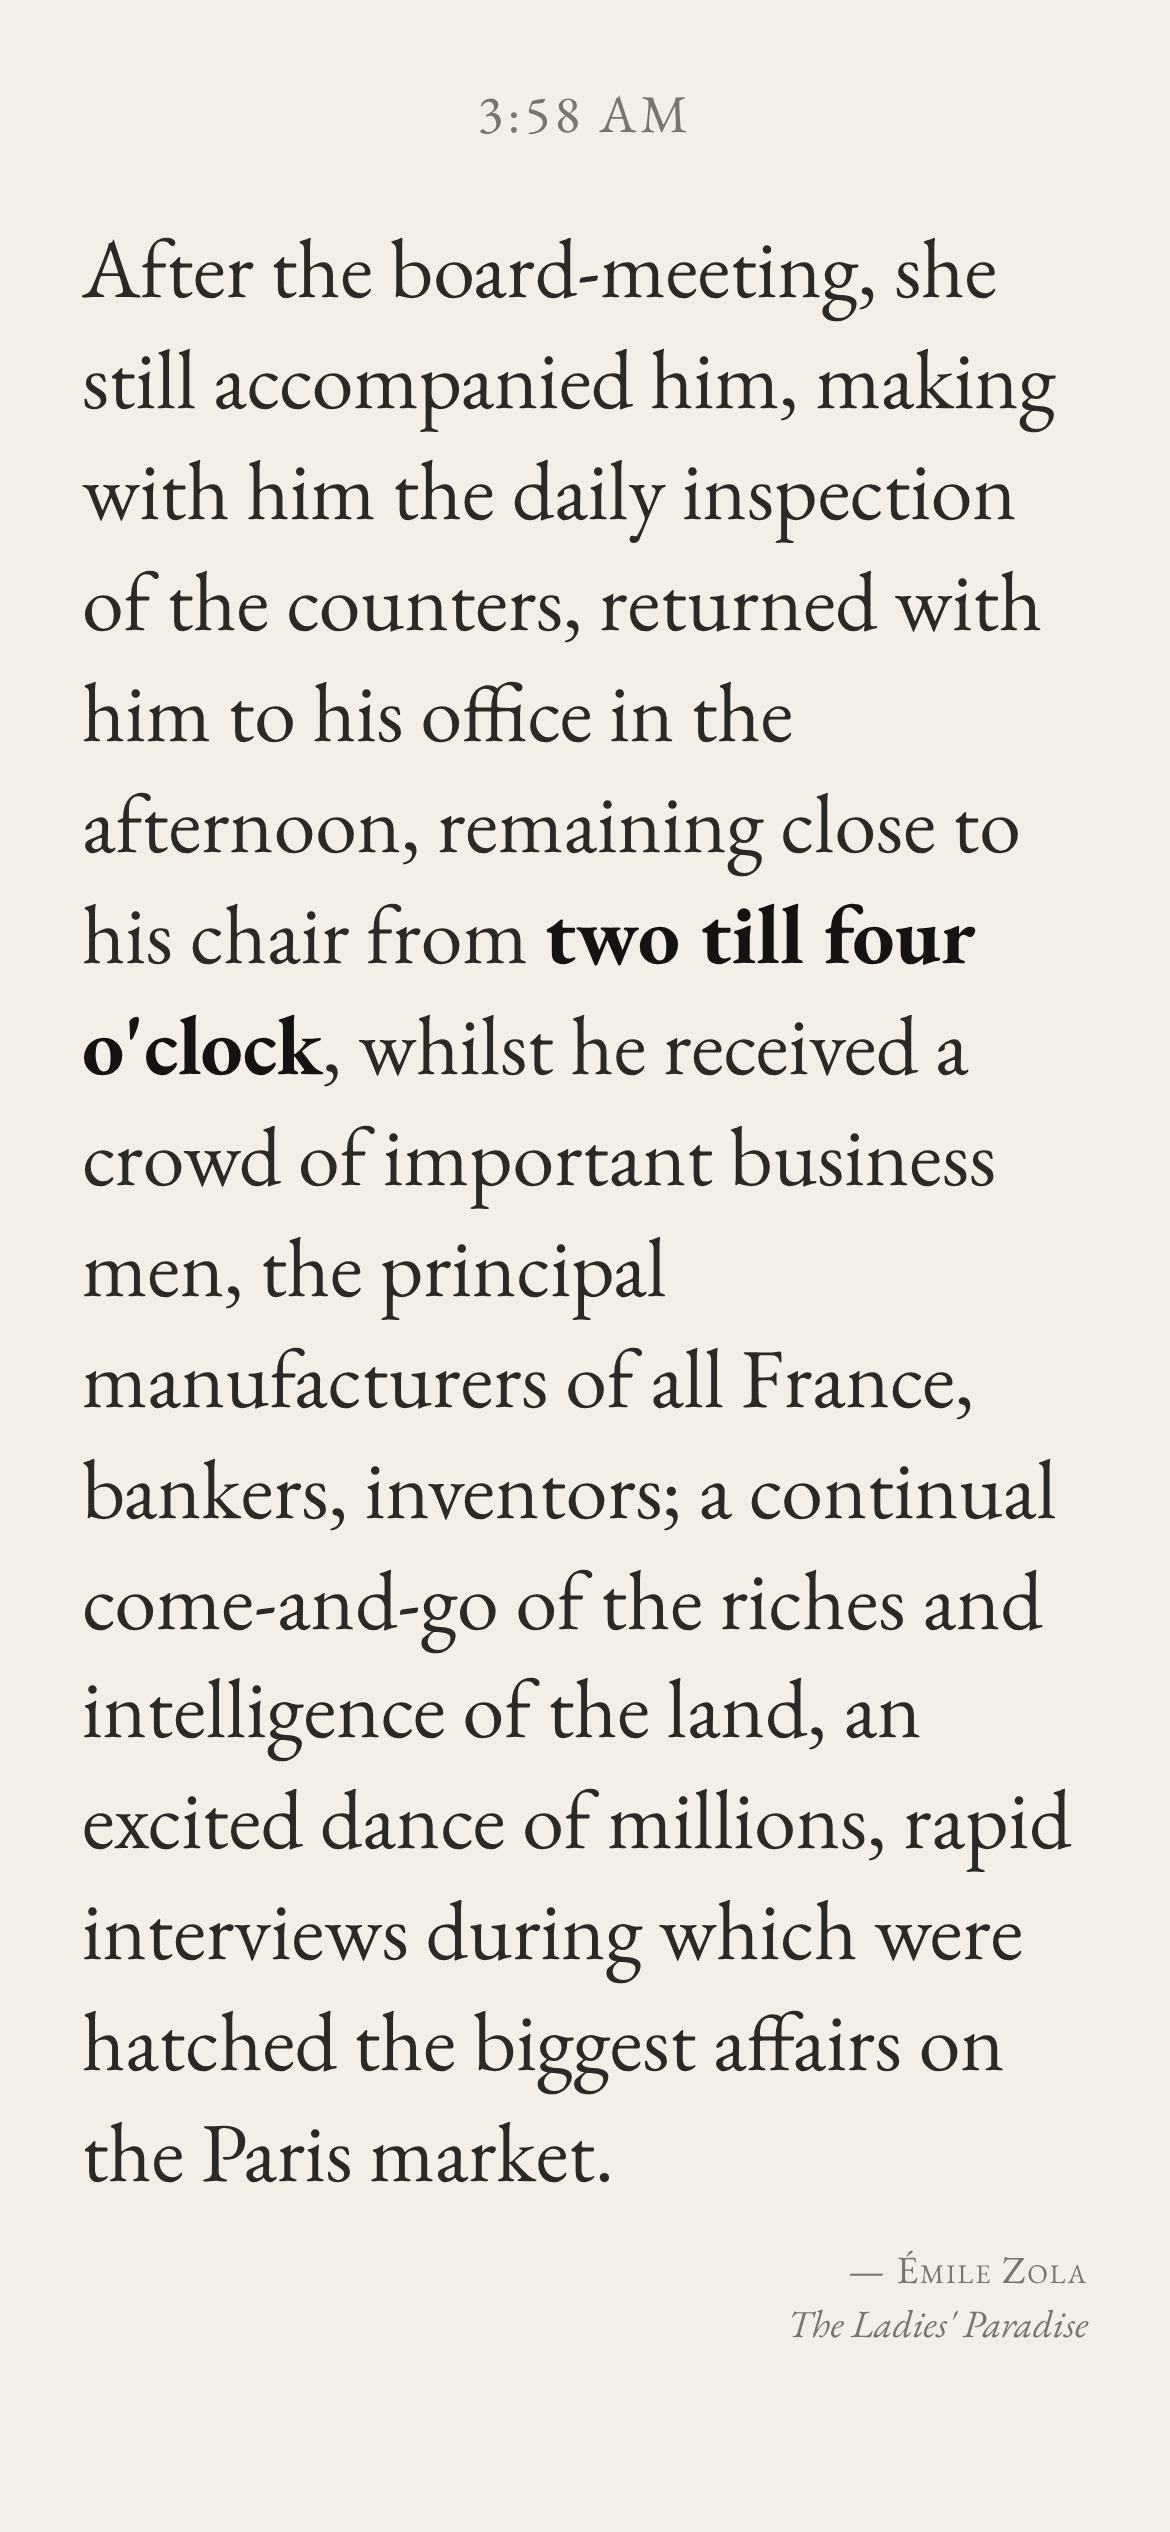 3:58 AM
After the board-meeting, she
still accompanied him, making
with him the daily inspection
of the counters, returned with
him to his office in the
afternoon, remaining close to
his chair from two till four
o'clock, whilst he received a
crowd of important business
men, the principal
manufacturers of all France,
bankers, inventors; a continual
come-and-go of the riches and
intelligence of the land, an
excited dance of millions, rapid
interviews during which were
hatched the biggest affairs on
the Paris market.
— Émile Zola
The Ladies' Paradise